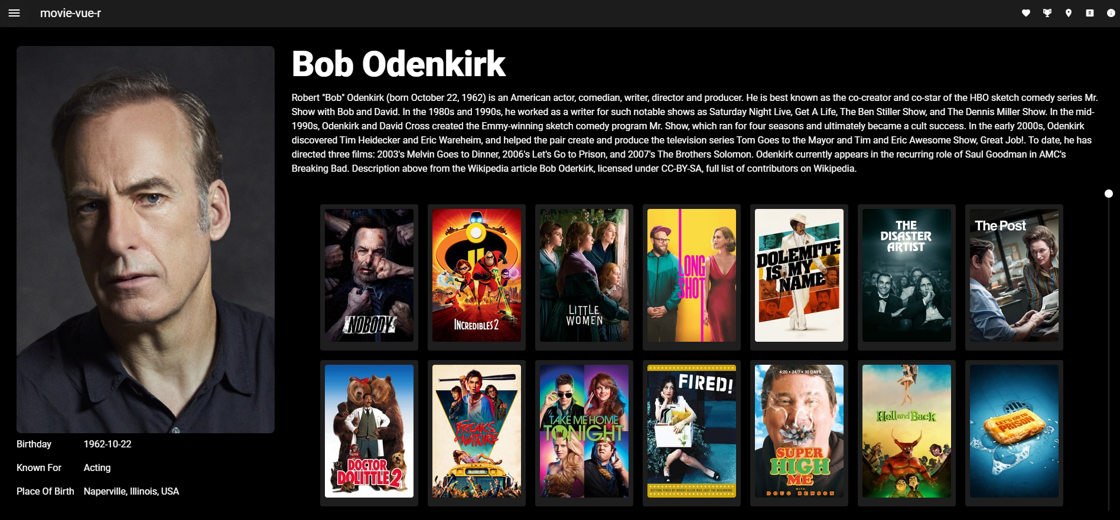 movie-vue-r
Bob Odenkirk
Robert "Bob" Odenkirk (born October 22, 1962) is an American actor, comedian, writer, director and producer. He is best known as the co-creator and co-star of the HBO sketch comedy series Mr.
Show with Bob and David. In the 1980s and 1990s, he worked as a writer for such notable shows as Saturday Night Live, Get A Life, The Ben Stiller Show, and The Dennis Miller Show. In the mid-
1990s, Odenkirk and David Cross created the Emmy-winning sketch comedy program Mr. Show, which ran for four seasons and ultimately became a cult success. In the early 2000s, Odenkirk
discovered Tim Heidecker and Eric Wareheim, and helped the pair create and produce the television series Tom Goes to the Mayor and Tim and Eric Awesome Show, Great Job!. To date, he has
directed three films: 2003's Melvin Goes to Dinner, 2006's Let's Go to Prison, and 2007's The Brothers Solomon. Odenkirk currently appears in the recurring role of Saul Goodman in AMC's
Breaking Bad. Description above from the Wikipedia article Bob Oderkirk, licensed under CC-BY-SA, full list of contributors on Wikipedia.
NOBODY
INCREDIBLES 2
LITTLE
WOMEN
LONG
SHOT
DOLEMITE
IS MY
NAME
THE
DISASTER
ARTIST
The Post
DOCTOR
DOLITTLE 2
FREAKS
OF NATURE
TAKE ME HOME
TONIGHT
FIRED!
SUPER
HIGH
ME
WITH
DOUG BENSON
Hell and Back
LET'S GO TO
PRISON
Birthday 1962-10-22
Known For Acting
Place Of Birth Naperville, Illinois, USA